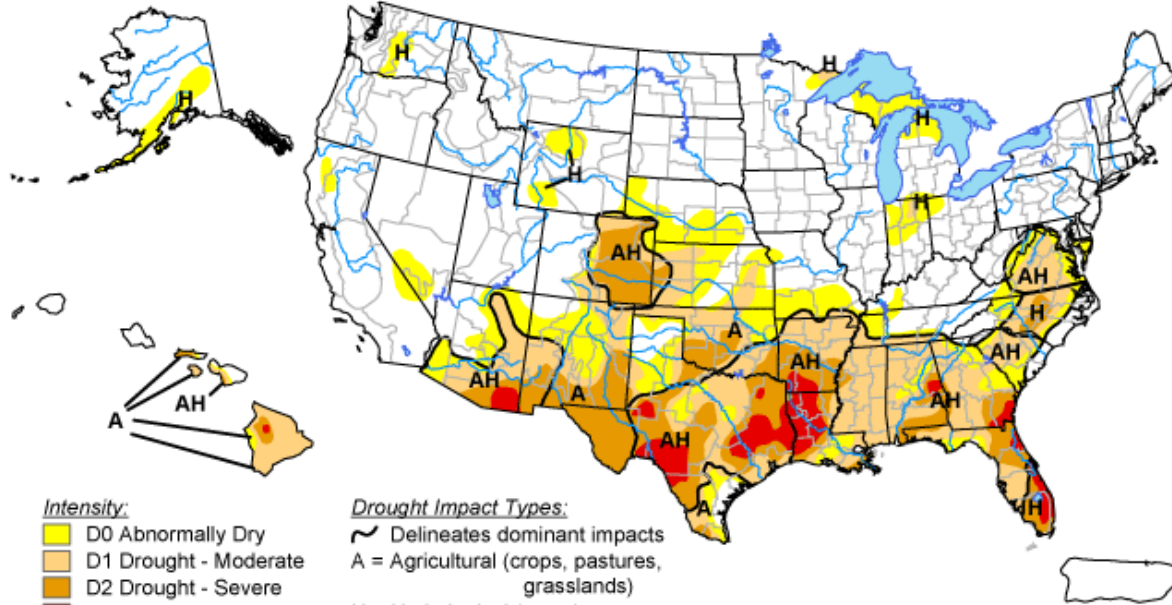 H
H
H
H
H
H
AH
AH
H
AH
AH
A
AH
A
AH
AH
A
AH
A
AH
Intensity:
D0 Abnormally Dry
D1 Drought - Moderate
D2 Drought - Severe
Drought Impact Types:
Delineates dominant impacts
A = Agricultural (crops, pastures,
grasslands)